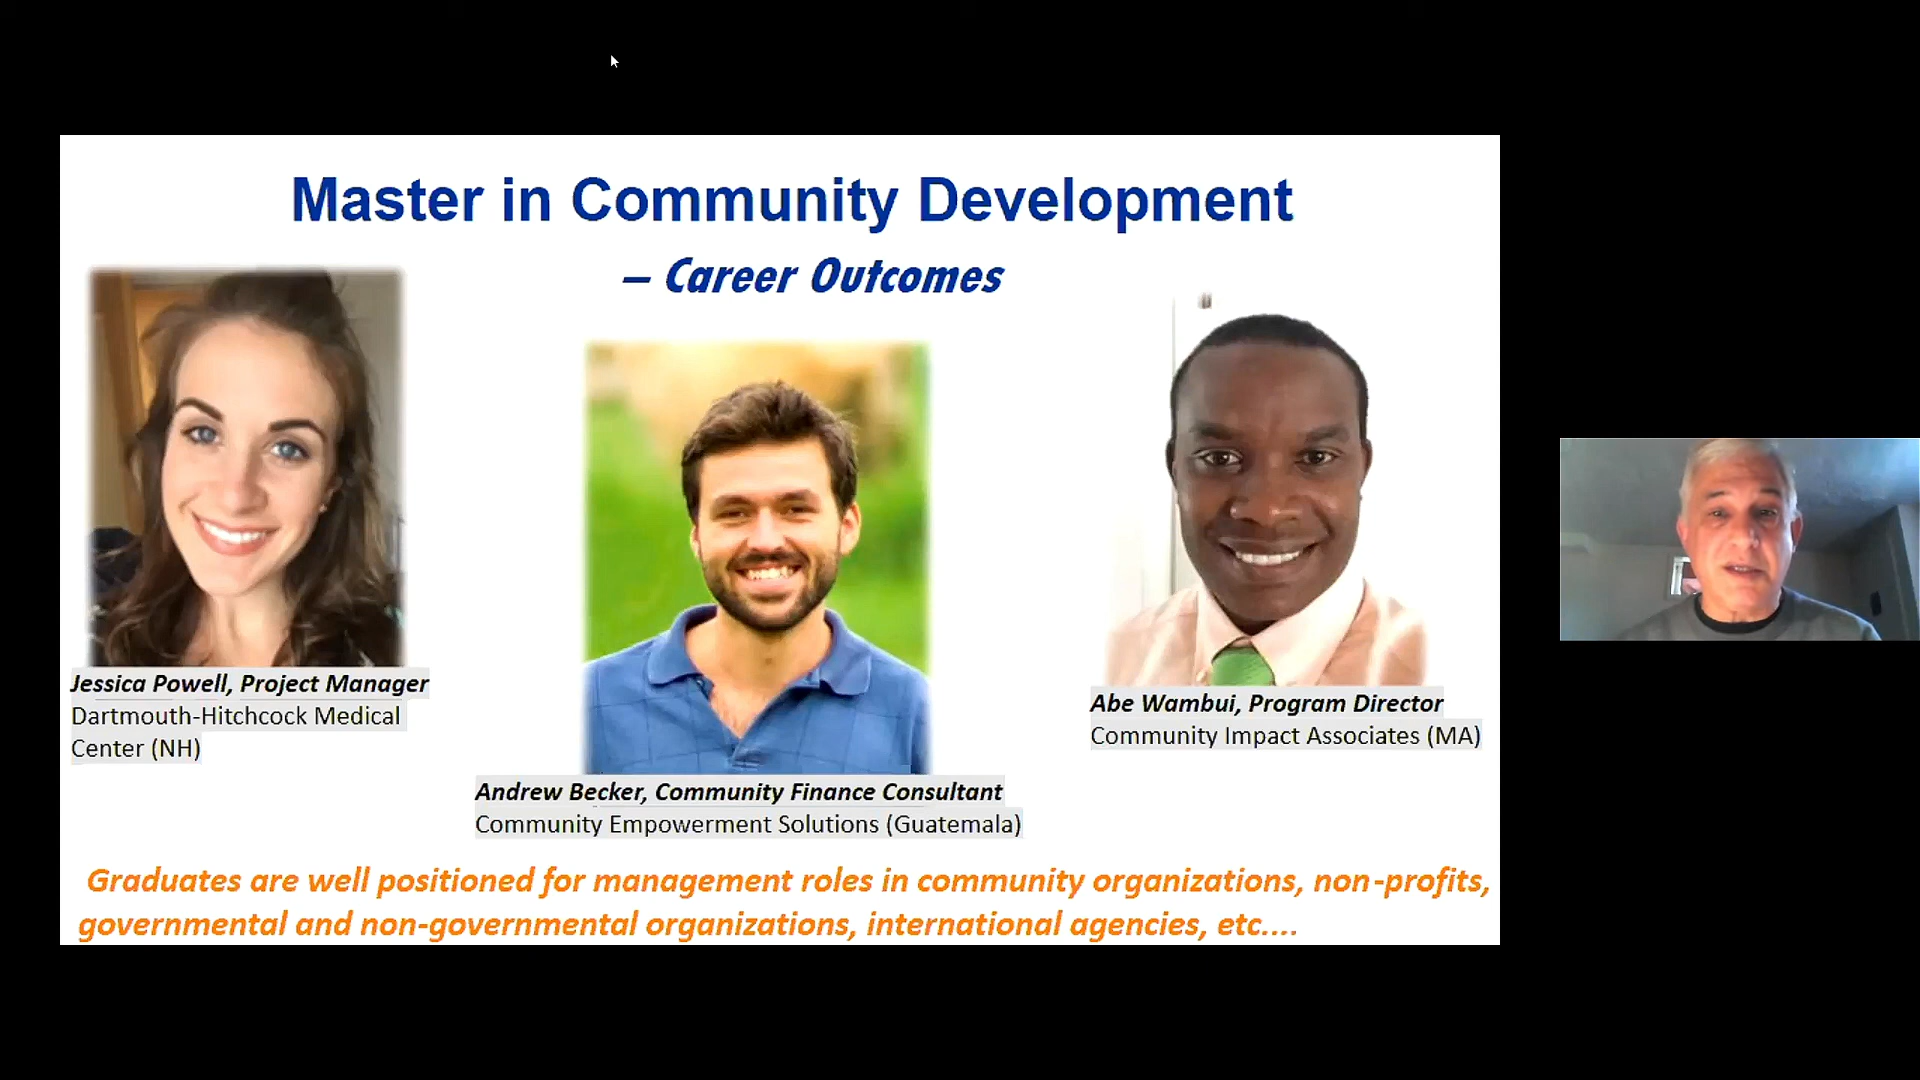 Master in Community Development
– Career Outcomes
Jessica Powell, Project Manager
Dartmouth-Hitchcock Medical
Center (NH)
Andrew Becker, Community Finance Consultant
Community Empowerment Solutions (Guatemala)
Abe Wambui, Program Director
Community Impact Associates (MA)
Graduates are well positioned for management roles in community organizations, non-profits,
governmental and non-governmental organizations, international agencies, etc....